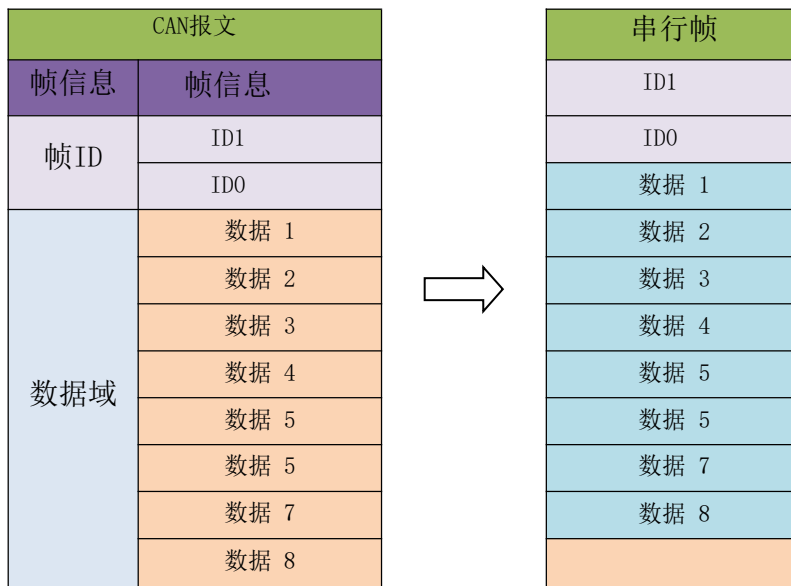 CAN报文
帧信息 帧信息
帧ID
ID1
ID0
数据域
数据 1
数据 2
数据 3
数据 4
数据 5
数据 5
数据 7
数据 8
串行帧
ID1
ID0
数据 1
数据 2
数据 3
数据 4
数据 5
数据 5
数据 7
数据 8